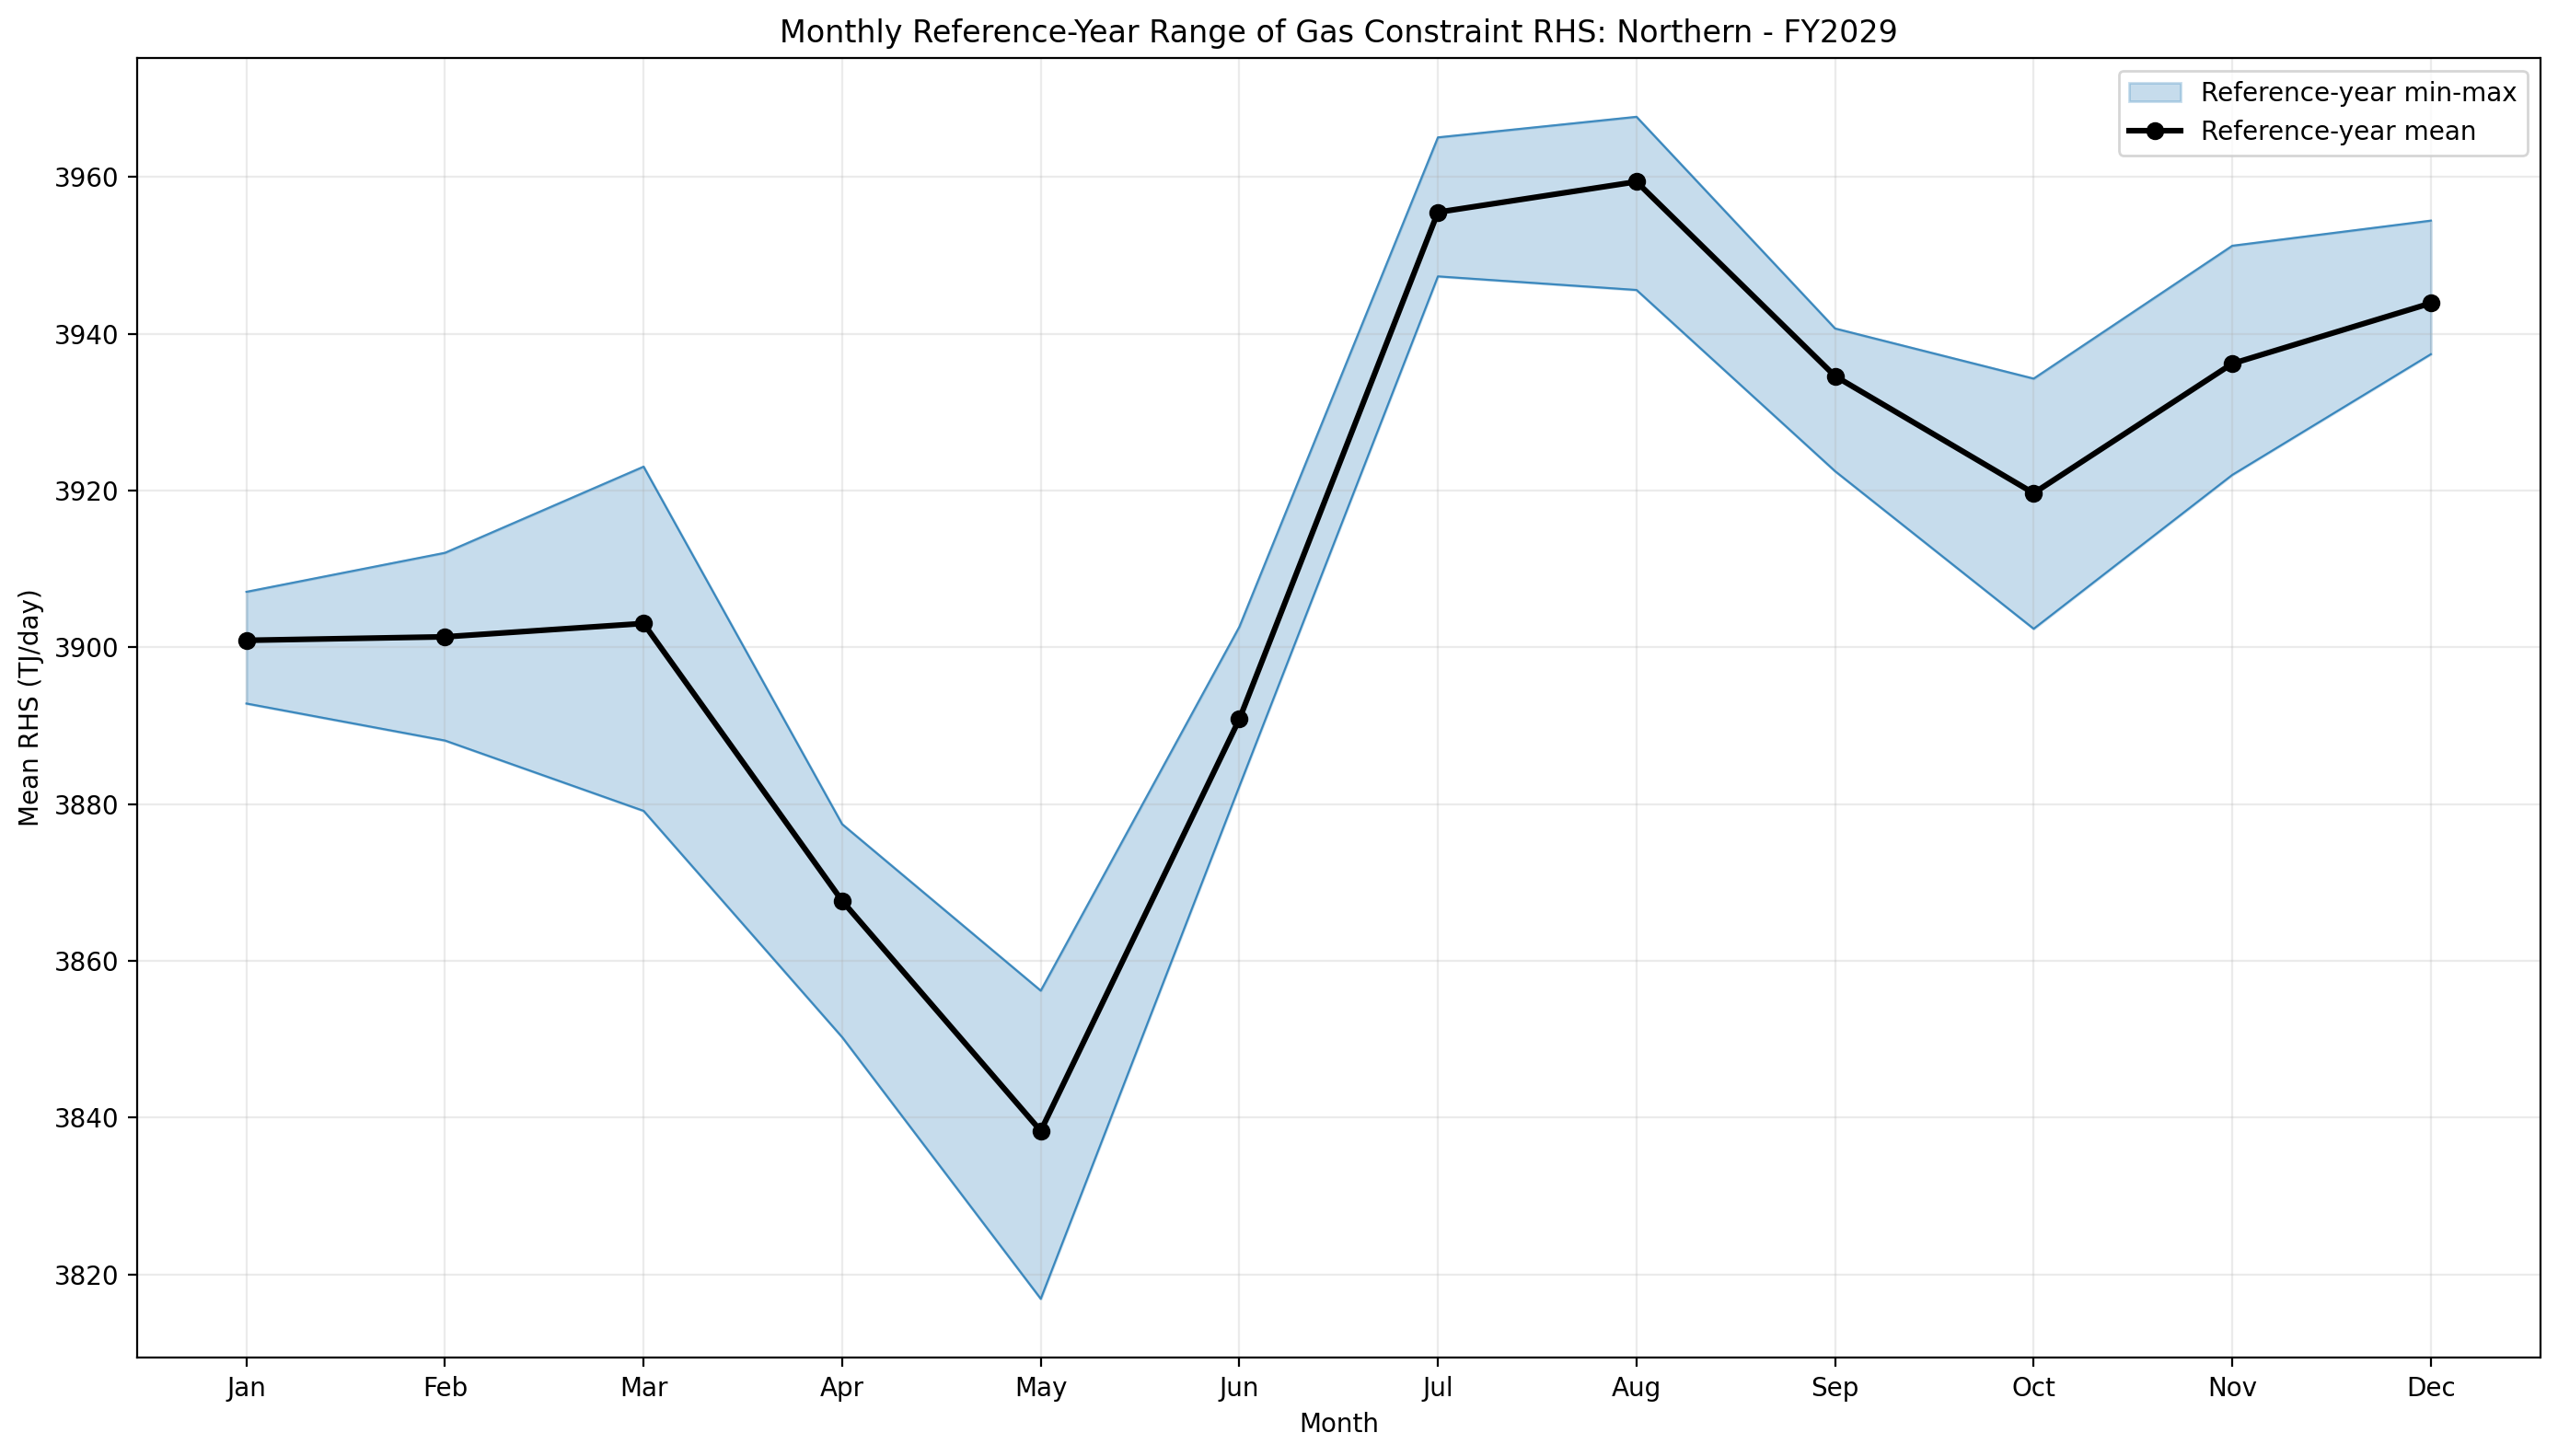 Monthly Reference-Year Range of Gas Constraint RHS: Northern - FY2029
Reference-year min-max
Reference-year mean
Mean RHS (TJ/day)
3960
3940
3920
3900
3880
3860
3840
3820
Jan Feb Mar Apr May Jun Jul Aug Sep Oct Nov Dec
Month